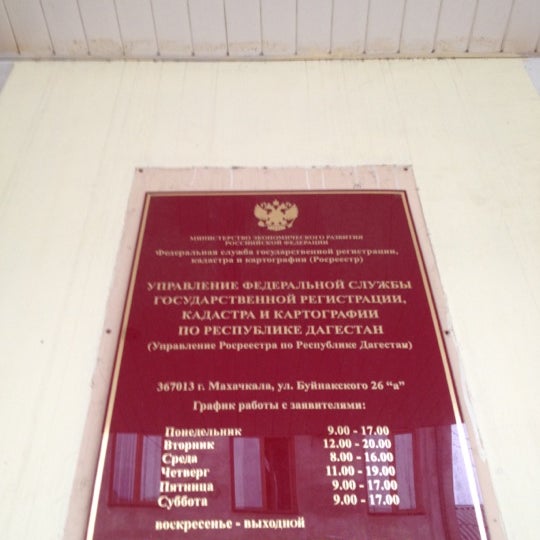 МИНИСТЕРСТВО ЭКОНОМИЧЕСКОГО РАЗВИТИЯ
РОССИЙСКОЙ ФЕДЕРАЦИИ
Федеральная служба государственной регистрации,
кадастра и картографии (Росреестр)
УПРАВЛЕНИЕ ФЕДЕРАЛЬНОЙ СЛУЖБЫ
ГОСУДАРСТВЕННОЙ РЕГИСТРАЦИИ,
КАДАСТРА И КАРТОГРАФИИ
ПО РЕСПУБЛИКЕ ДАГЕСТАН
(Управление Росреестра по Республике Дагестан)
367013 г. Махачкала, ул. Буйнакского 26 “а”
График работы с заявителями:
Понедельник 9.00 - 17.00
Вторник 12.00 - 20.00
Среда 8.00 - 16.00
Четверг 11.00 - 19.00
Пятница 9.00 - 17.00
Суббота 9.00 - 17.00
воскресенье - выходной